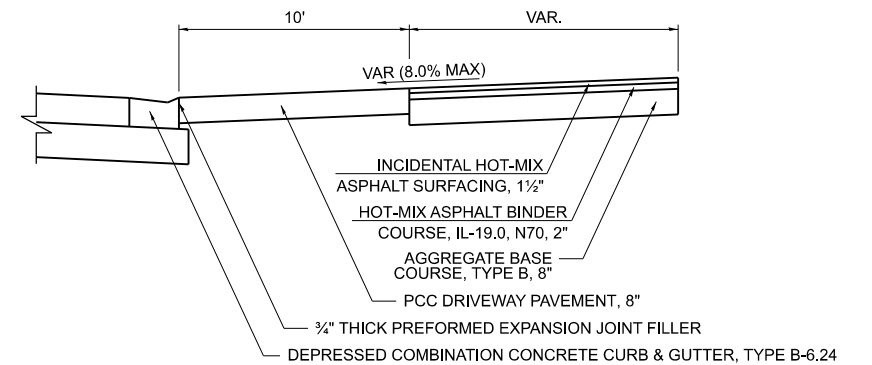 10'
VAR.
VAR (8.0% MAX)
INCIDENTAL HOT-MIX
ASPHALT SURFACING, 1½"
HOT-MIX ASPHALT BINDER
COURSE, IL-19.0, N70, 2"
AGGREGATE BASE
COURSE, TYPE B, 8"
PCC DRIVEWAY PAVEMENT, 8"
¾" THICK PREFORMED EXPANSION JOINT FILLER
DEPRESSED COMBINATION CONCRETE CURB & GUTTER, TYPE B-6.24